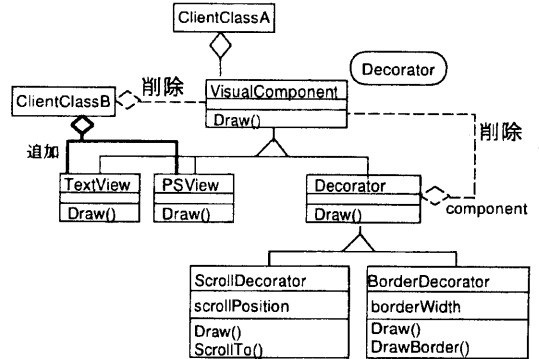 ClientClassA
Decorator
ClientClassB
削除
VisualComponent
Draw()
削除
追加
TextView
Draw()
PSView
Draw()
Decorator
Draw()
component
ScrollDecorator
scrollPosition
Draw()
ScrollTo()
BorderDecorator
borderWidth
Draw()
DrawBorder()